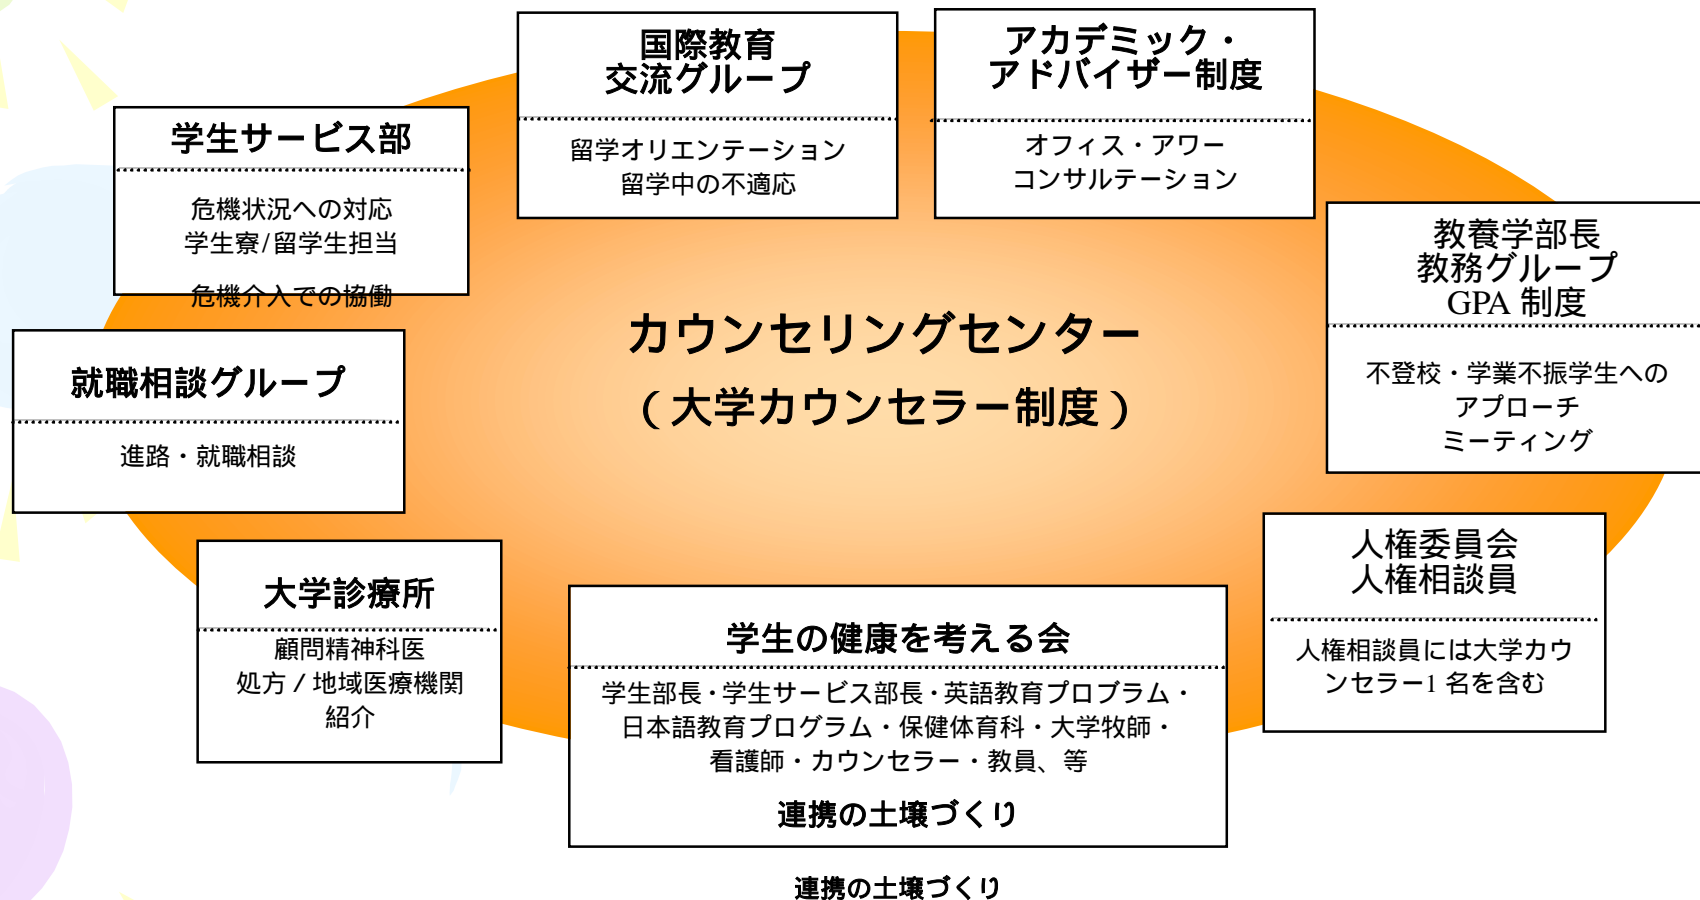 国際教育
交流グループ
留学オリエンテーション
留学中の不適応
アカデミック・
アドバイザー制度
オフィス・アワー
コンサルテーション
学生サービス部
危機状況への対応
学生寮/留学生担当
危機介入での協働
教養学部長
教務グループ
GPA 制度
不登校・学業不振学生への
アプローチ
ミーティング
カウンセリングセンター
(大学カウンセラー制度)
就職相談グループ
進路・就職相談
人権委員会
人権相談員
人権相談員には大学カウ
ンセラー1 名を含む
大学診療所
顧問精神科医
処方 / 地域医療機関
紹介
学生の健康を考える会
学生部長・学生サービス部長・英語教育プロブラム・
日本語教育プログラム・保健体育科・大学牧師・
看護師・カウンセラー・教員、等
連携の土壌づくり
連携の土壌づくり